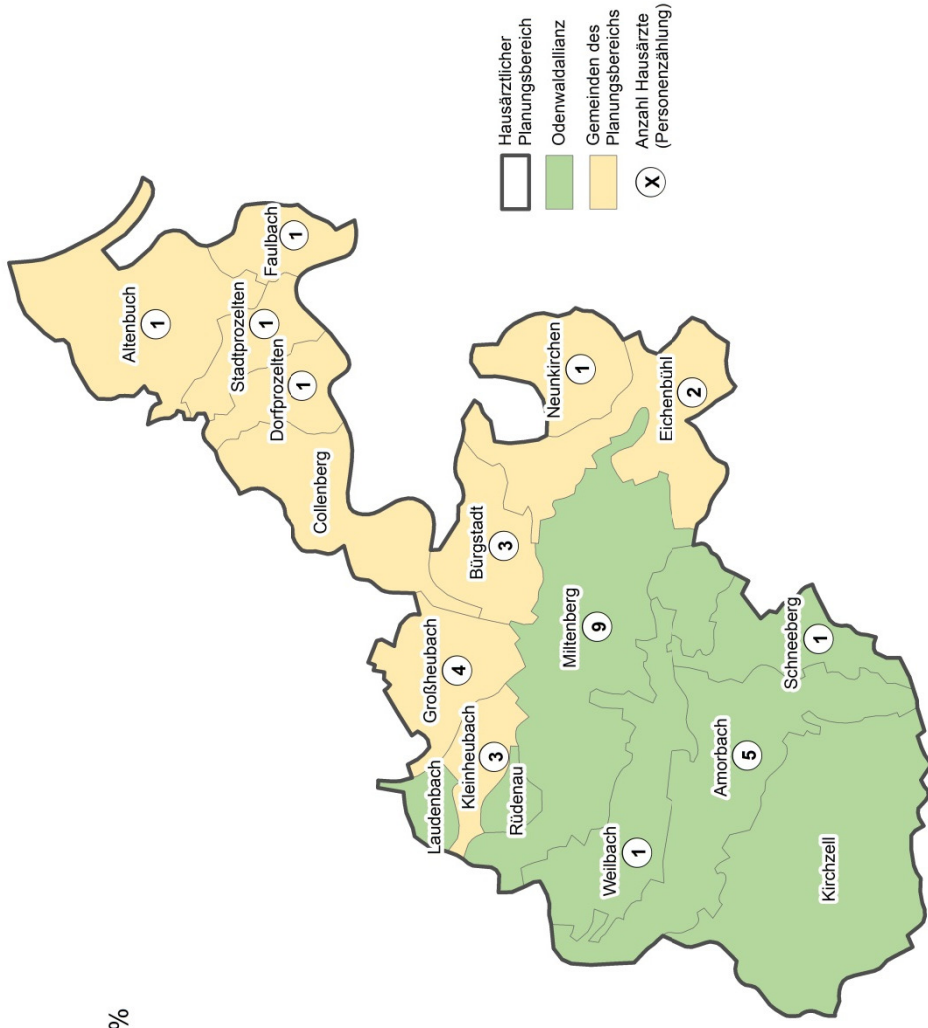 %
Altenbuch
1
Stadtprozelten
1
Faulbach
1
Dorfprozelten
1
Collenberg
Neunkirchen
1
Eichenbühl
2
Bürgstadt
3
Großheubach
4
Kleinheubach
3
Laudenbach
Rüdenau
Miltenberg
9
Weilbach
1
Amorbach
5
Schneeberg
1
Kirchzell
Hausärztlicher
Planungsbereich
Odenwaldallianz
Gemeinden des
Planungsbereichs
X
Anzahl Hausärzte
(Personenzählung)